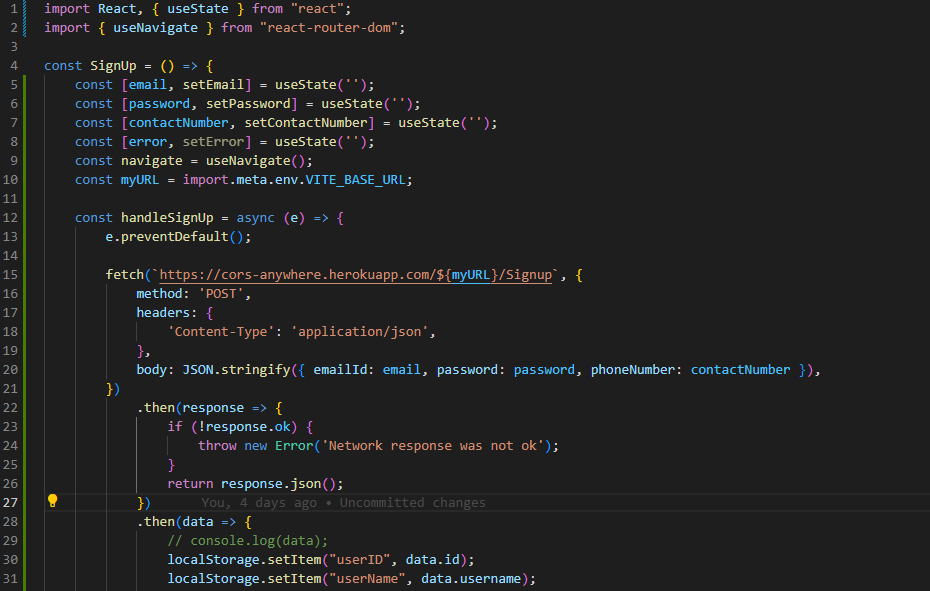 1 import React, { useState } from "react";
2 import { useNavigate } from "react-router-dom";
3
4 const SignUp = () => {
5     const [email, setEmail] = useState('');
6     const [password, setPassword] = useState('');
7     const [contactNumber, setContactNumber] = useState('');
8     const [error, setError] = useState('');
9     const navigate = useNavigate();
10     const myURL = import.meta.env.VITE_BASE_URL;
11
12     const handleSignUp = async (e) => {
13         e.preventDefault();
14
15         fetch(`https://cors-anywhere.herokuapp.com/${myURL}/Signup`, {
16             method: 'POST',
17             headers: {
18                 'Content-Type': 'application/json',
19             },
20             body: JSON.stringify({ emailId: email, password: password, phoneNumber: contactNumber }),
21         })
22             .then(response => {
23                 if (!response.ok) {
24                     throw new Error('Network response was not ok');
25                 }
26                 return response.json();
27             })     You, 4 days ago • Uncommitted changes
28             .then(data => {
29                 // console.log(data);
30                 localStorage.setItem("userID", data.id);
31                 localStorage.setItem("userName", data.username);